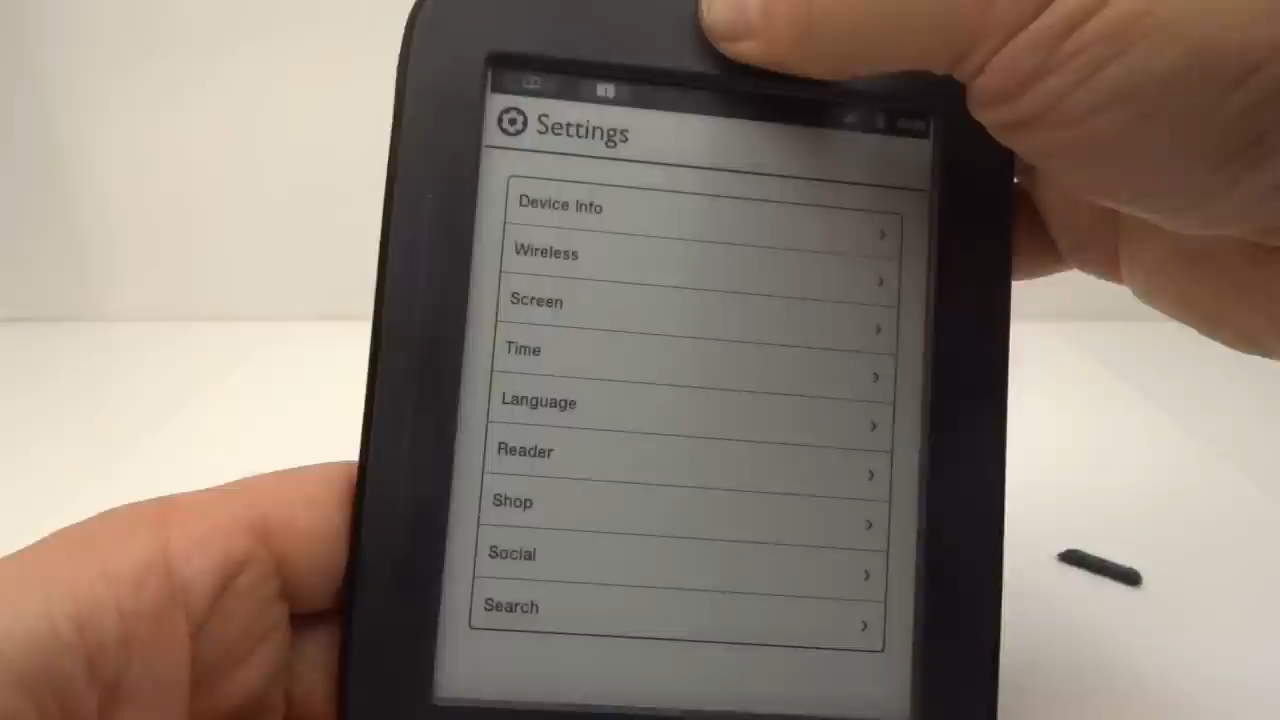 Settings
Device Info
Wireless
Screen
Time
Language
Reader
Shop
Social
Search